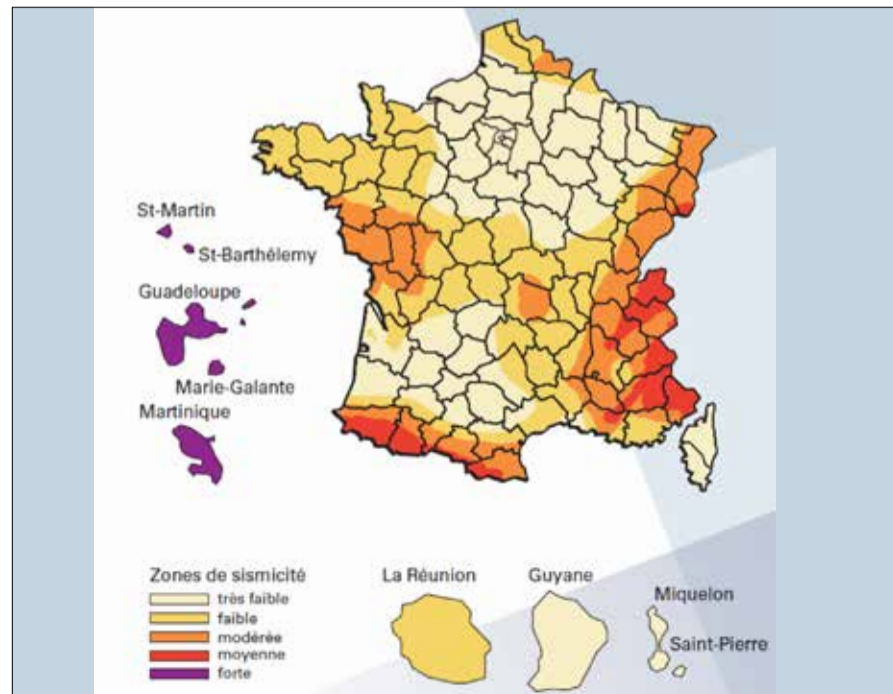 St-Martin
St-Barthélemy
Guadeloupe
Marie-Galante
Martinique
Zones de sismicité
très faible
faible
modérée
moyenne
forte
La Réunion
Guyane
Miquelon
Saint-Pierre